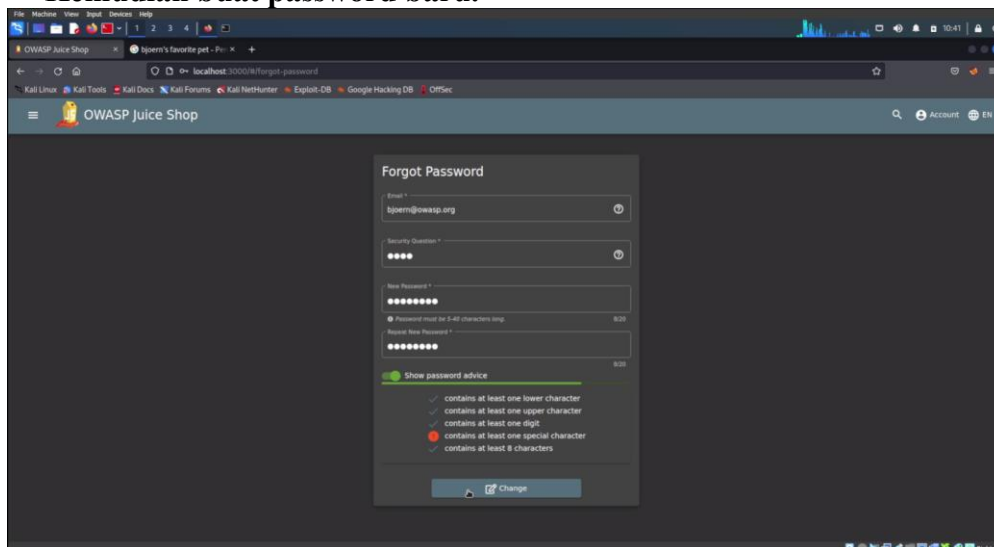 Kemudian buat password baru.
File Machine View Input Devices Help
1 2 3 4
10:41
OWASP Juice Shop
bjoern's favorite pet - Per
localhost:3000/#/forgot-password
Kali Linux Kali Tools Kali Docs Kali Forums Kali NetHunter Exploit-DB Google Hacking DB OffSec
OWASP Juice Shop
Account EN
Forgot Password
Email *
bjoern@owasp.org
Security Question *
New Password *
Password must be 5-40 characters long.
8/20
Repeat New Password *
8/20
Show password advice
contains at least one lower character
contains at least one upper character
contains at least one digit
contains at least one special character
contains at least 8 characters
Change